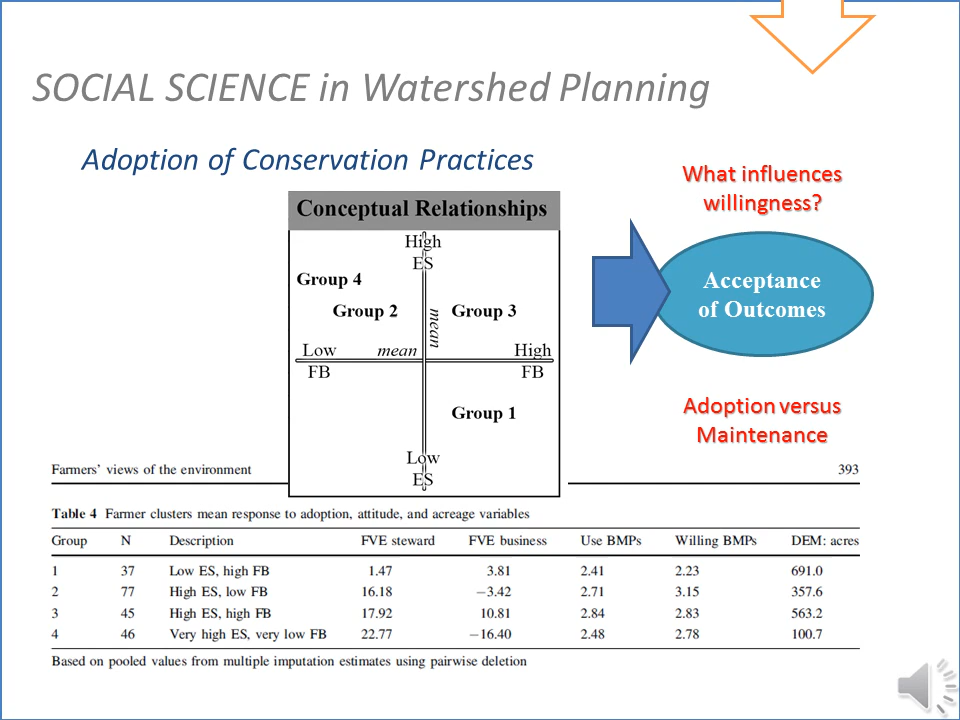 SOCIAL SCIENCE in Watershed Planning
Adoption of Conservation Practices
What influences
willingness?
Conceptual Relationships
High
ES
Group 4
Group 2
mean
Group 3
Low
FB
mean
High
FB
Group 1
Low
ES
Acceptance
of Outcomes
Adoption versus
Maintenance
Farmers' views of the environment 393
Table 4 Farmer clusters mean response to adoption, attitude, and acreage variables
Group N Description FVE steward FVE business Use BMPs Willing BMPs DEM: acres
1 37 Low ES, high FB 1.47 3.81 2.41 2.23 691.0
2 77 High ES, low FB 16.18 −3.42 2.71 3.15 357.6
3 45 High ES, high FB 17.92 10.81 2.84 2.83 563.2
4 46 Very high ES, very low FB 22.77 −16.40 2.48 2.78 100.7
Based on pooled values from multiple imputation estimates using pairwise deletion